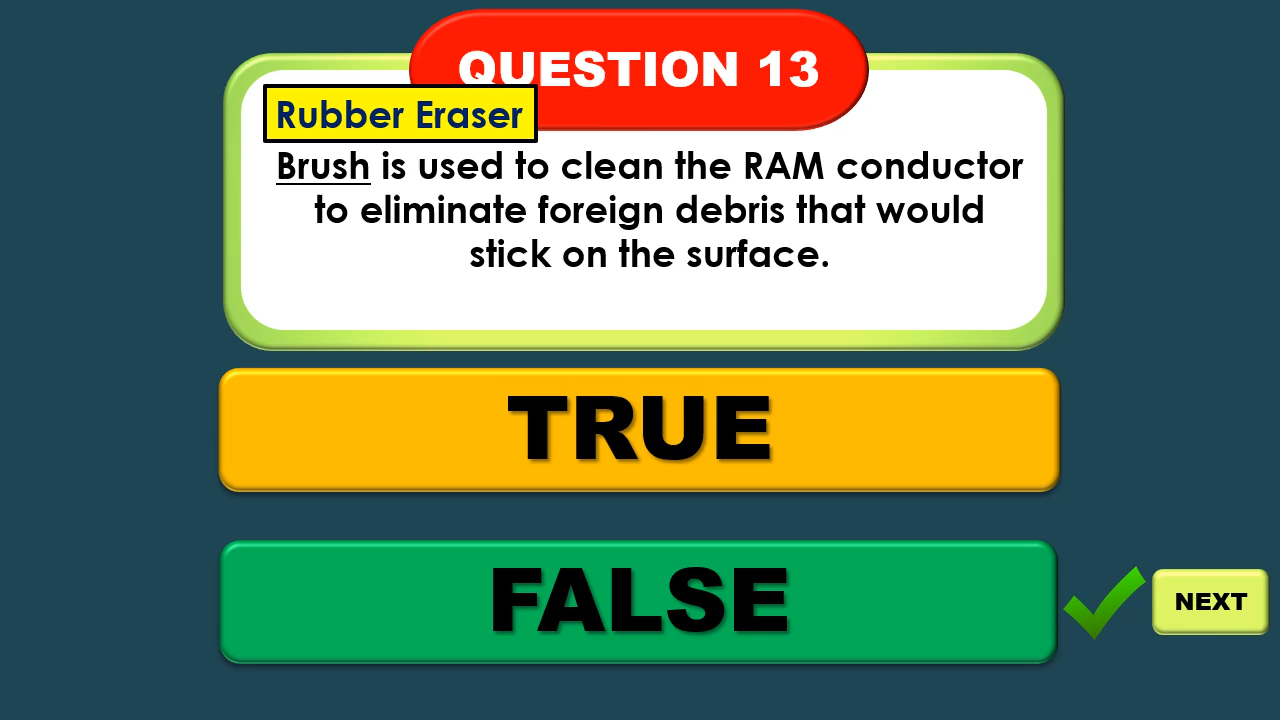 QUESTION 13
Rubber Eraser
Brush is used to clean the RAM conductor
to eliminate foreign debris that would
stick on the surface.
TRUE
FALSE
NEXT